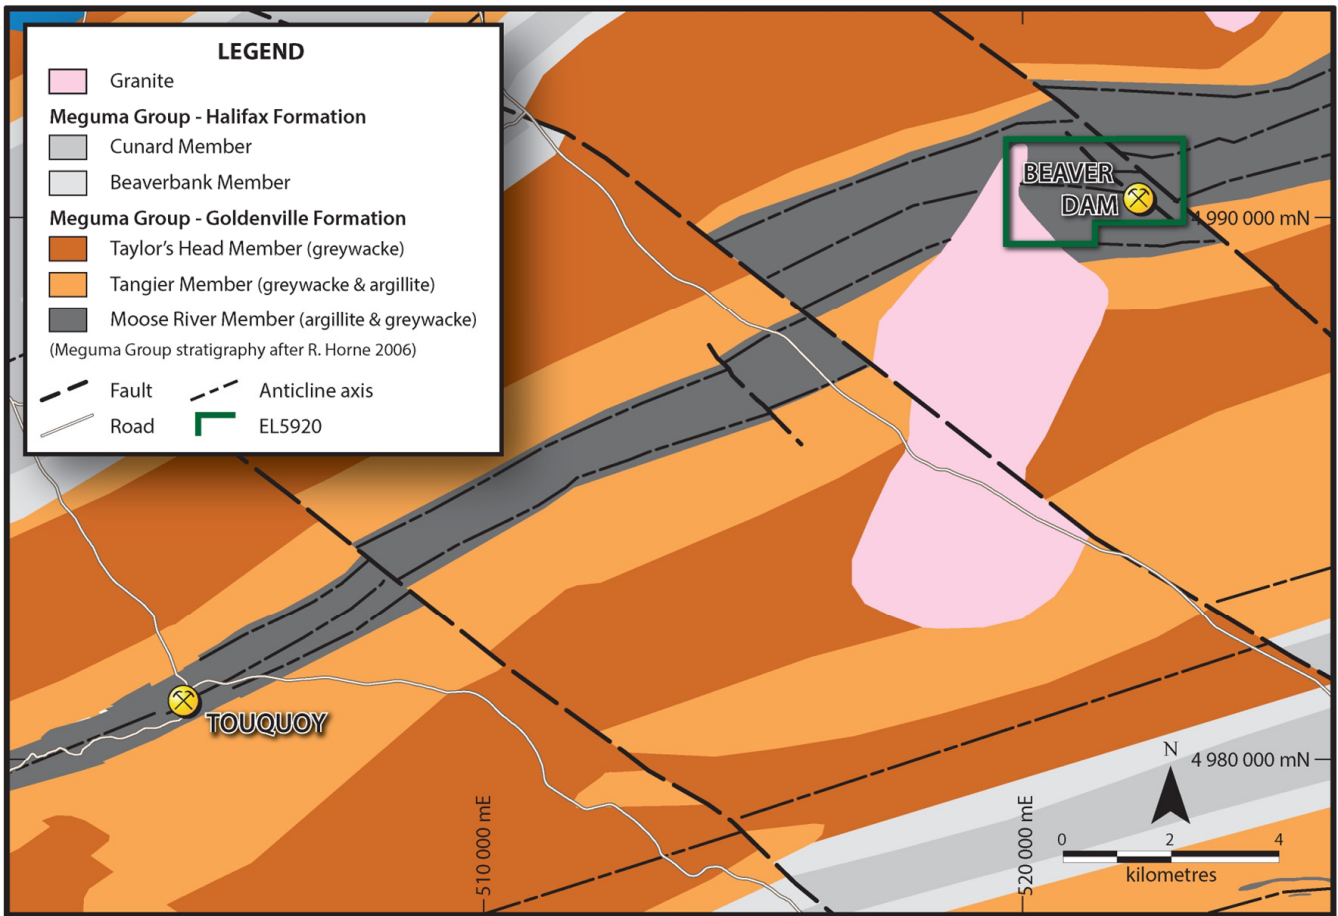 LEGEND
Granite
Meguma Group - Halifax Formation
Cunard Member
Beaverbank Member
Meguma Group - Goldenville Formation
Taylor's Head Member (greywacke)
Tangier Member (greywacke & argillite)
Moose River Member (argillite & greywacke)
(Meguma Group stratigraphy after R. Horne 2006)
Fault
Anticline axis
Road
EL5920
BEAVER
DAM
4 990 000 mN
TOUQUOY
N
4 980 000 mN
510 000 mE
520 000 mE
0 2 4
kilometres